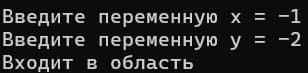 Введите переменную x = -1
Введите переменную y = -2
Входит в область